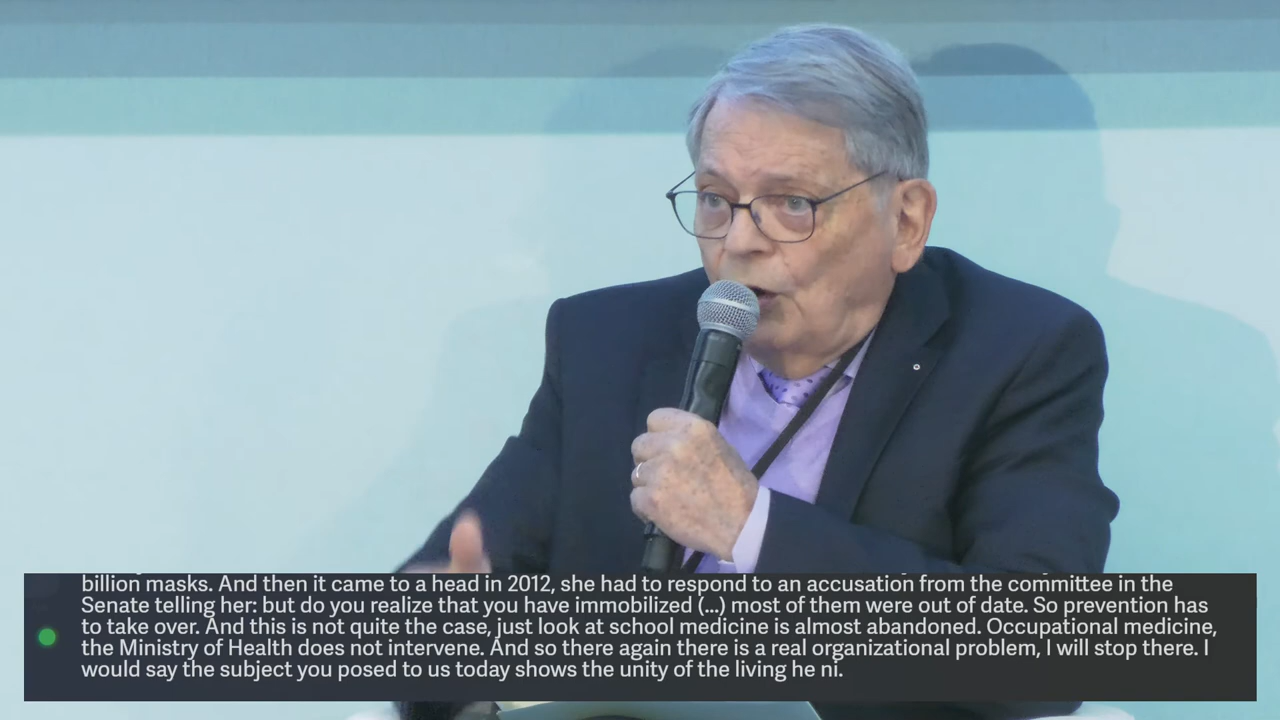 billion masks. And then it came to a head in 2012, she had to respond to an accusation from the committee in the
Senate telling her: but do you realize that you have immobilized (...) most of them were out of date. So prevention has
to take over. And this is not quite the case, just look at school medicine is almost abandoned. Occupational medicine,
the Ministry of Health does not intervene. And so there again there is a real organizational problem, I will stop there. I
would say the subject you posed to us today shows the unity of the living he ni.